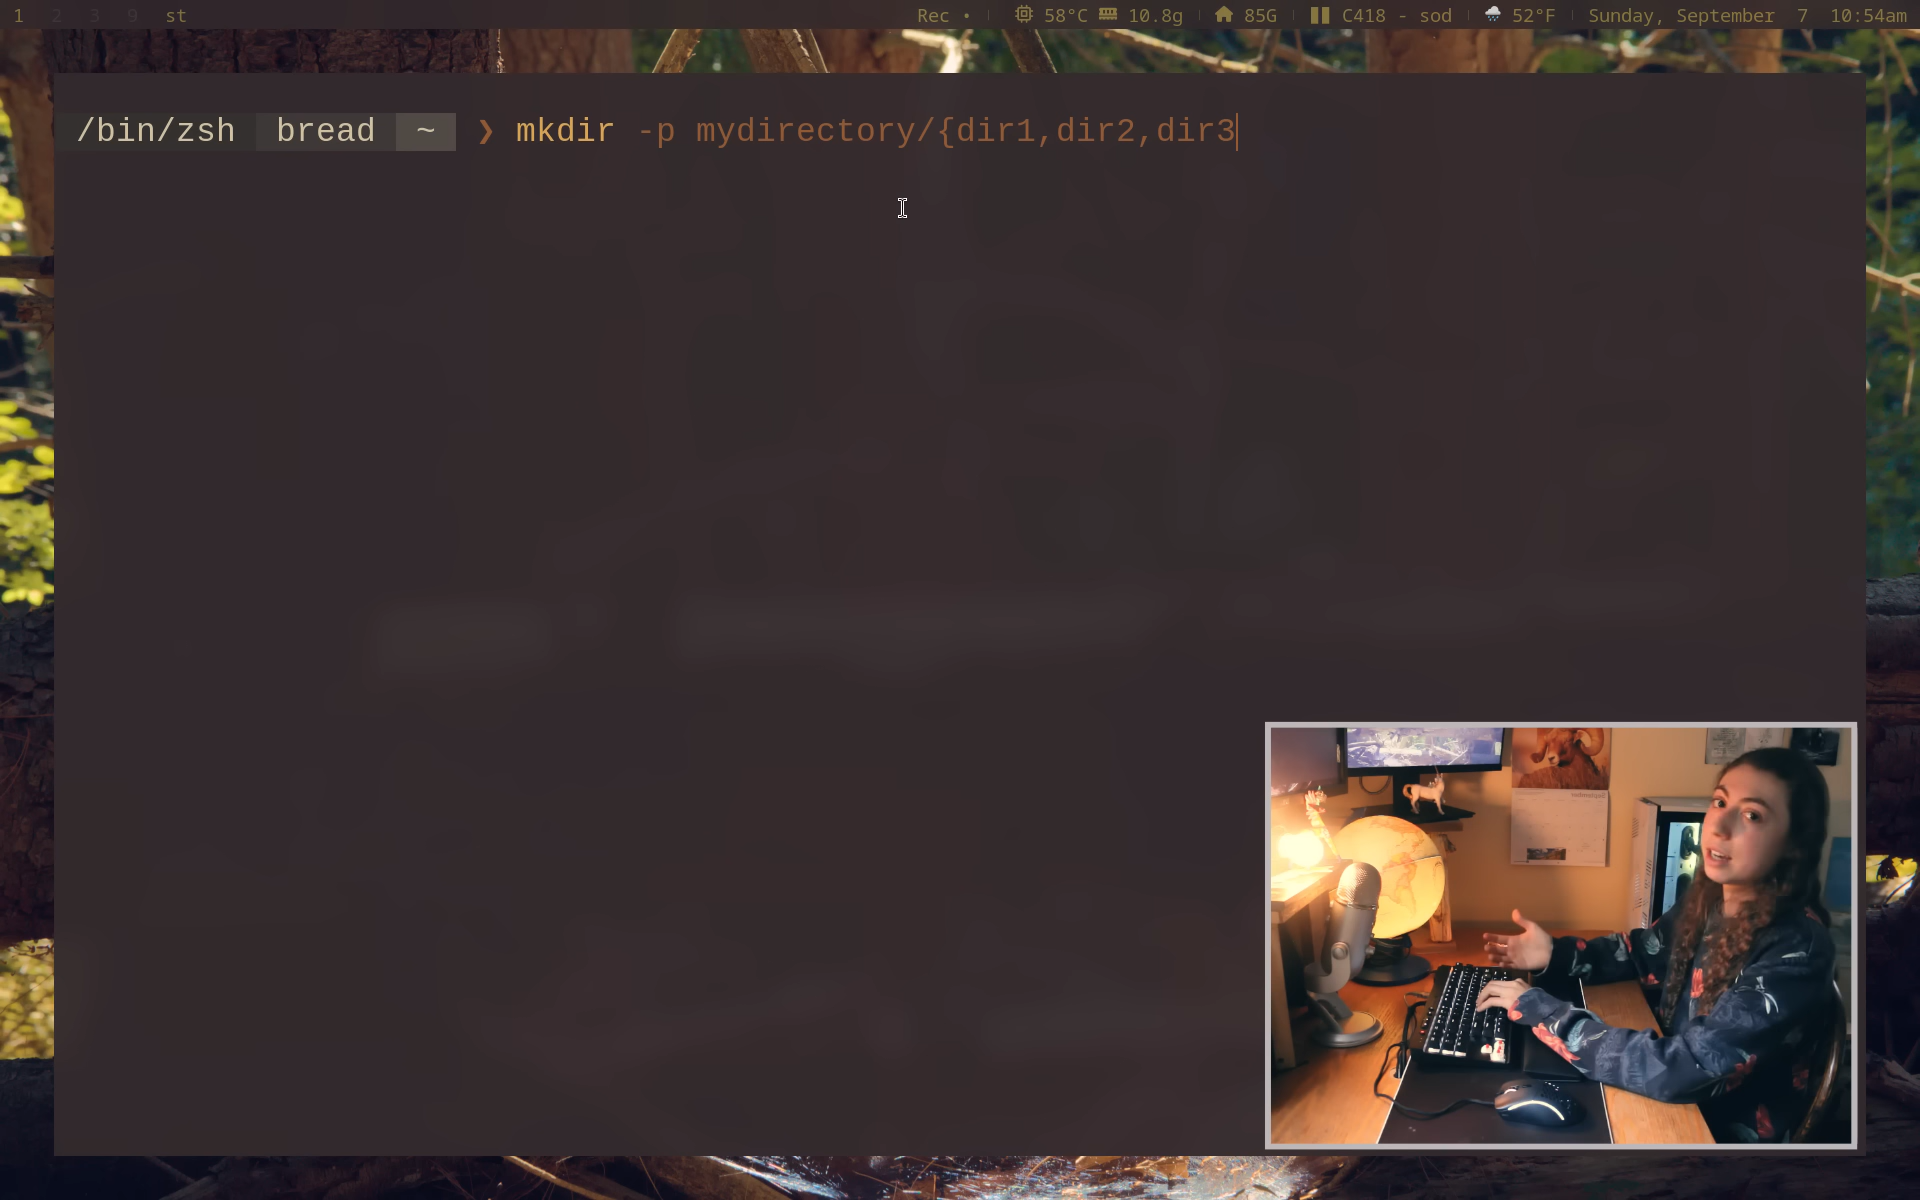 1 2 3 9 st Rec • 58°C 10.8g 85G C418 - sod 52°F Sunday, September 7 10:54am
/bin/zsh bread ~ ❯ mkdir -p mydirectory/{dir1,dir2,dir3